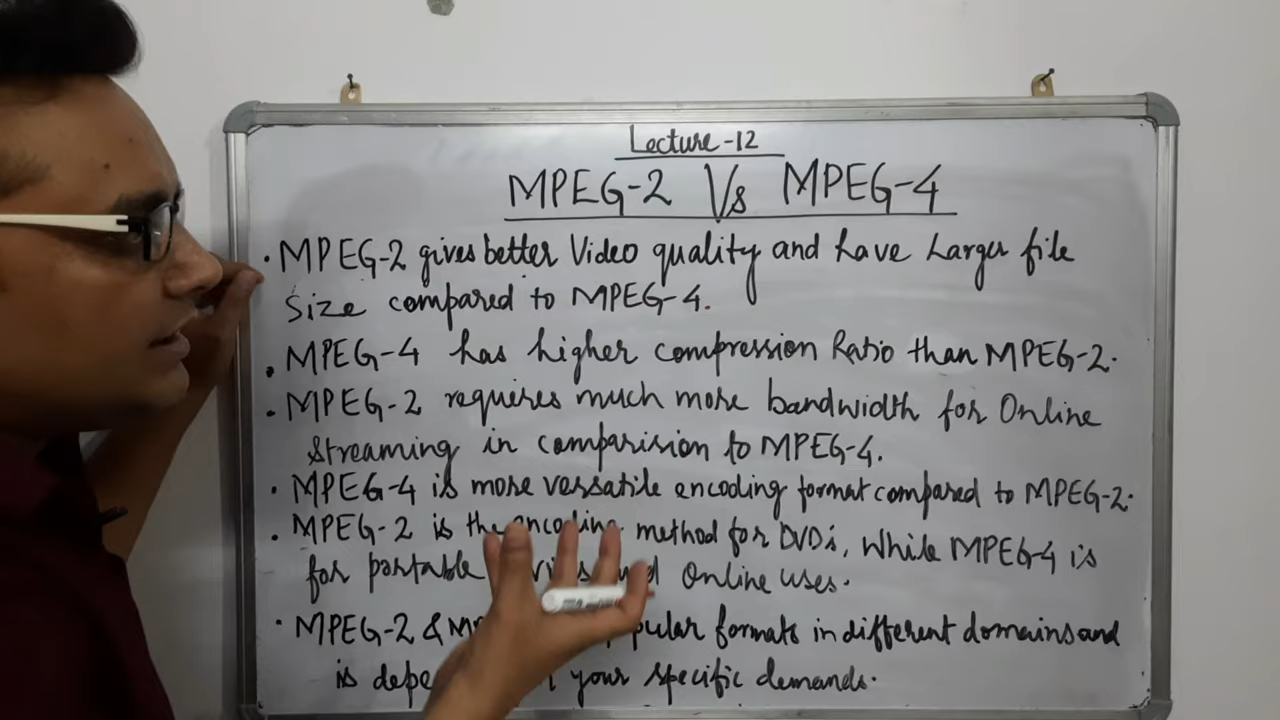 Lecture-12
MPEG-2 Vs MPEG-4
• MPEG-2 gives better Video quality and have Larger file
Size compared to MPEG-4.
• MPEG-4 has higher compression Ratio than MPEG-2.
• MPEG-2 requires much more bandwidth for Online
Streaming in comparision to MPEG-4.
• MPEG-4 is more versatile encoding format compared to MPEG-2.
• MPEG-2 is the encoding method for DVDs, While MPEG-4 is
for portable Online uses.
• MPEG-2 & formats in different domains and
is your specific demands.